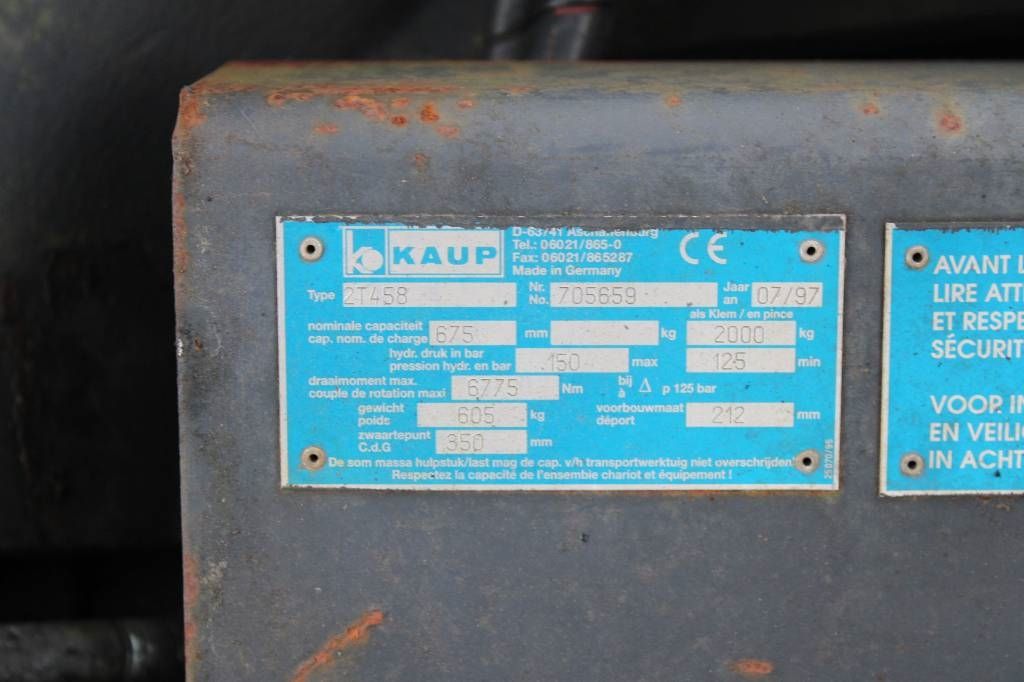 KAUP
D-63741 Aschaffenburg
Tel.: 06021/865-0
Fax: 06021/865287
Made in Germany
CE
Type 2T458 Nr. No. 705659 Jaar an 07/97
als Klem / en pince
nominale capaciteit
cap. nom. de charge 675 mm kg 2000 kg
hydr. druk in bar
pression hydr. en bar 150 max 125 min
draaimoment max.
couple de rotation maxi 6775 Nm bij à Δ p 125 bar
gewicht
poids 605 kg voorbouwmaat déport 212 mm
zwaartepunt
C.d.G 350 mm
De som massa hulpstuk/last mag de cap. v/h transportwerktuig niet overschrijden
Respectez la capacité de l'ensemble chariot et équipement !
AVANT L
LIRE ATTE
ET RESPE
SÉCURIT
VOOR IN
EN VEILIG
IN ACHT